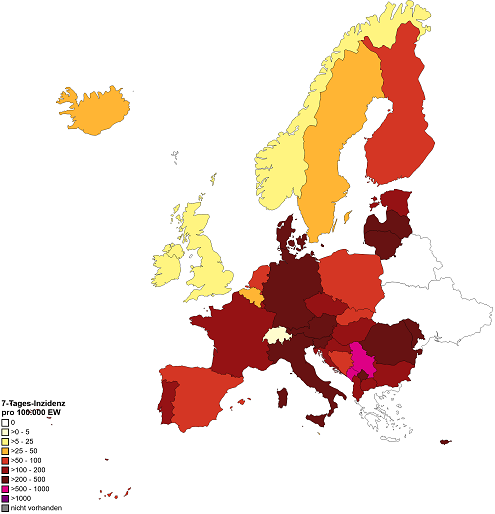 7-Tages-Inzidenz
pro 100.000 EW
0
>0 - 5
>5 - 25
>25 - 50
>50 - 100
>100 - 200
>200 - 500
>500 - 1000
>1000
nicht vorhanden